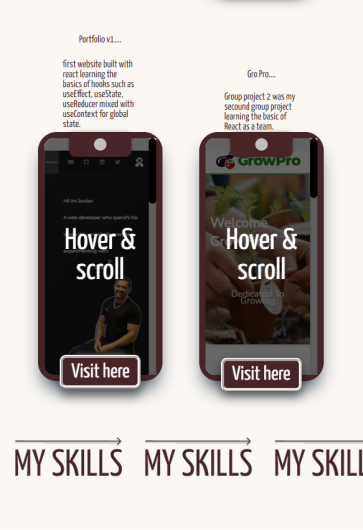 Portfolio v1....
first website built with
react learning the
basics of hooks such as
useEffect, useState,
useReducer mixed with
useContext for global
state.
Gro Pro....
Group project 2 was my
secound group project
learning the basic of
React as a team.
Hi im Jordan
A web developer who spend's his
Hover &
scroll
Visit here
GrowPro
Welcome
Gr
Hover &
scroll
Dedicated To
Growing
Visit here
MY SKILLS MY SKILLS MY SKILL